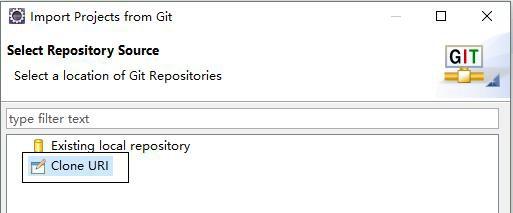 Import Projects from Git
Select Repository Source
Select a location of Git Repositories
GIT
type filter text
Existing local repository
Clone URI